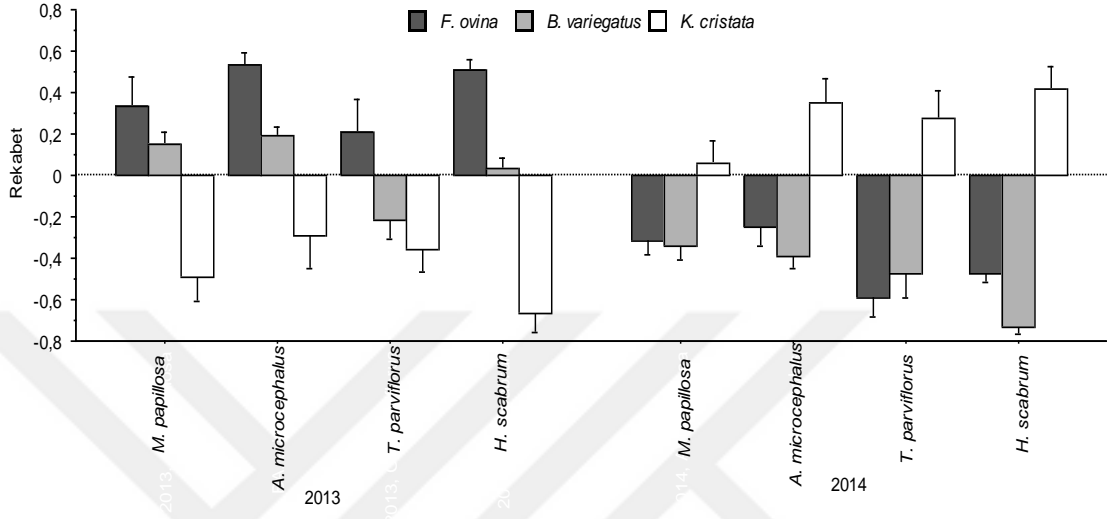 F. ovina B. variegatus K. cristata
Rekabet
0,8
0,6
0,4
0,2
0
-0,2
-0,4
-0,6
-0,8
M. papillosa
A. microcephalus
T. parviflorus
H. scabrum
M. papillosa
A. microcephalus
T. parviflorus
H. scabrum
2013
2014